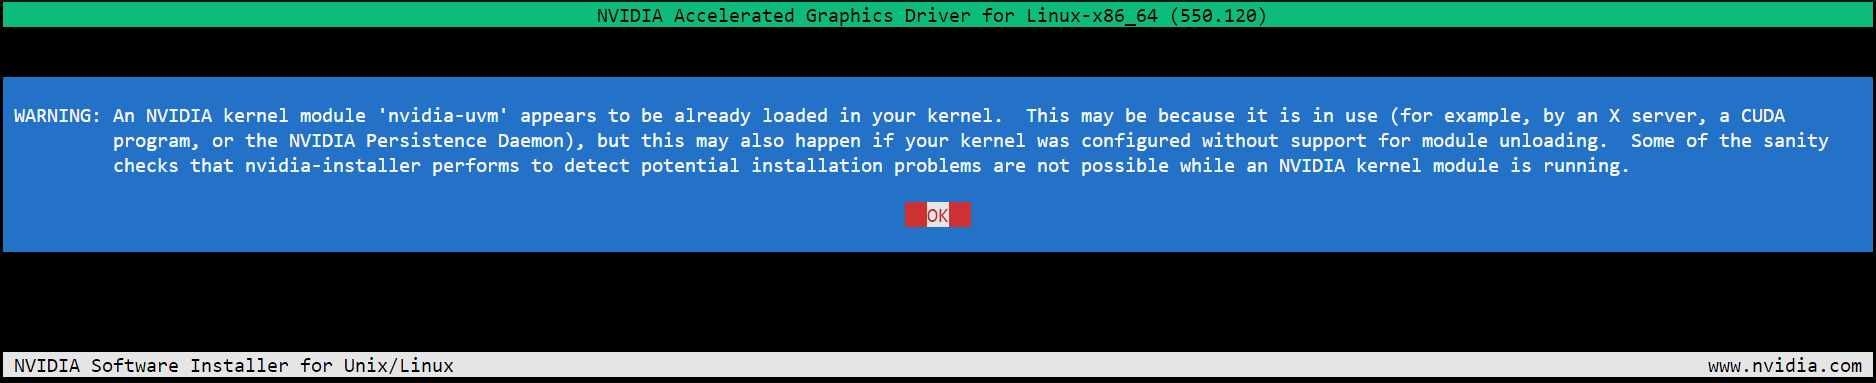 NVIDIA Accelerated Graphics Driver for Linux-x86_64 (550.120)
WARNING: An NVIDIA kernel module 'nvidia-uvm' appears to be already loaded in your kernel.  This may be because it is in use (for example, by an X server, a CUDA
program, or the NVIDIA Persistence Daemon), but this may also happen if your kernel was configured without support for module unloading.  Some of the sanity
checks that nvidia-installer performs to detect potential installation problems are not possible while an NVIDIA kernel module is running.
OK
NVIDIA Software Installer for Unix/Linux www.nvidia.com